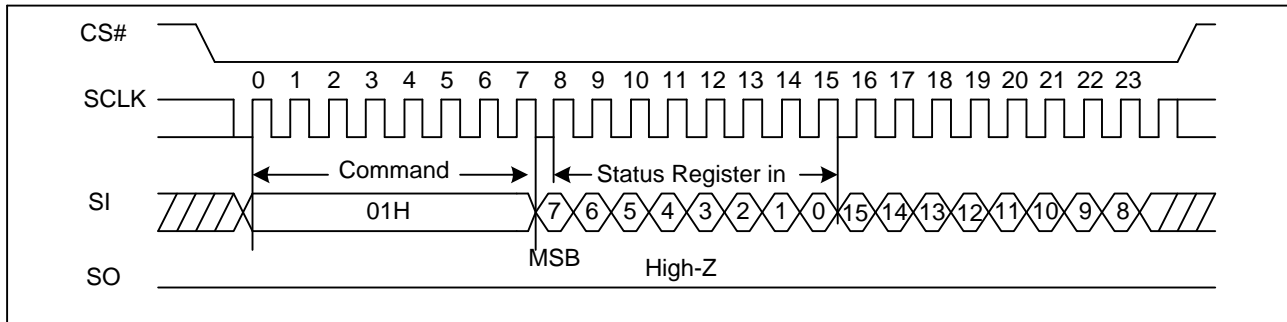 CS#
0 1 2 3 4 5 6 7 8 9 10 11 12 13 14 15 16 17 18 19 20 21 22 23
SCLK
Command Status Register in
SI 01H 7 6 5 4 3 2 1 0 15 14 13 12 11 10 9 8
MSB
SO High-Z